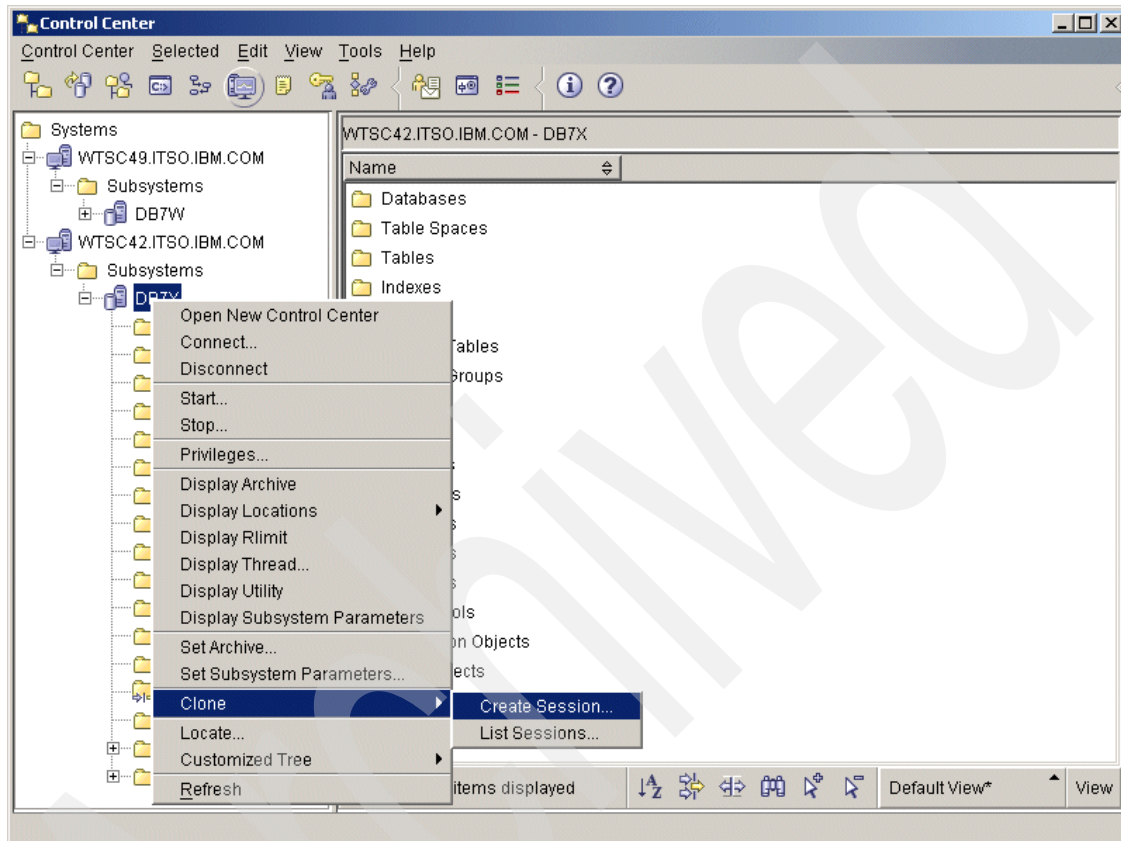 Control Center
Control Center Selected Edit View Tools Help
Systems
WTSC49.ITSO.IBM.COM
Subsystems
DB7W
WTSC42.ITSO.IBM.COM
Subsystems
DB7X
WTSC42.ITSO.IBM.COM - DB7X
Name
Databases
Table Spaces
Tables
Indexes
Tables
Groups
ols
on Objects
ects
Open New Control Center
Connect...
Disconnect
Start...
Stop...
Privileges...
Display Archive
Display Locations
Display Rlimit
Display Thread...
Display Utility
Display Subsystem Parameters
Set Archive...
Set Subsystem Parameters...
Clone
Locate...
Customized Tree
Refresh
Create Session...
List Sessions...
items displayed
Default View*
View
chived